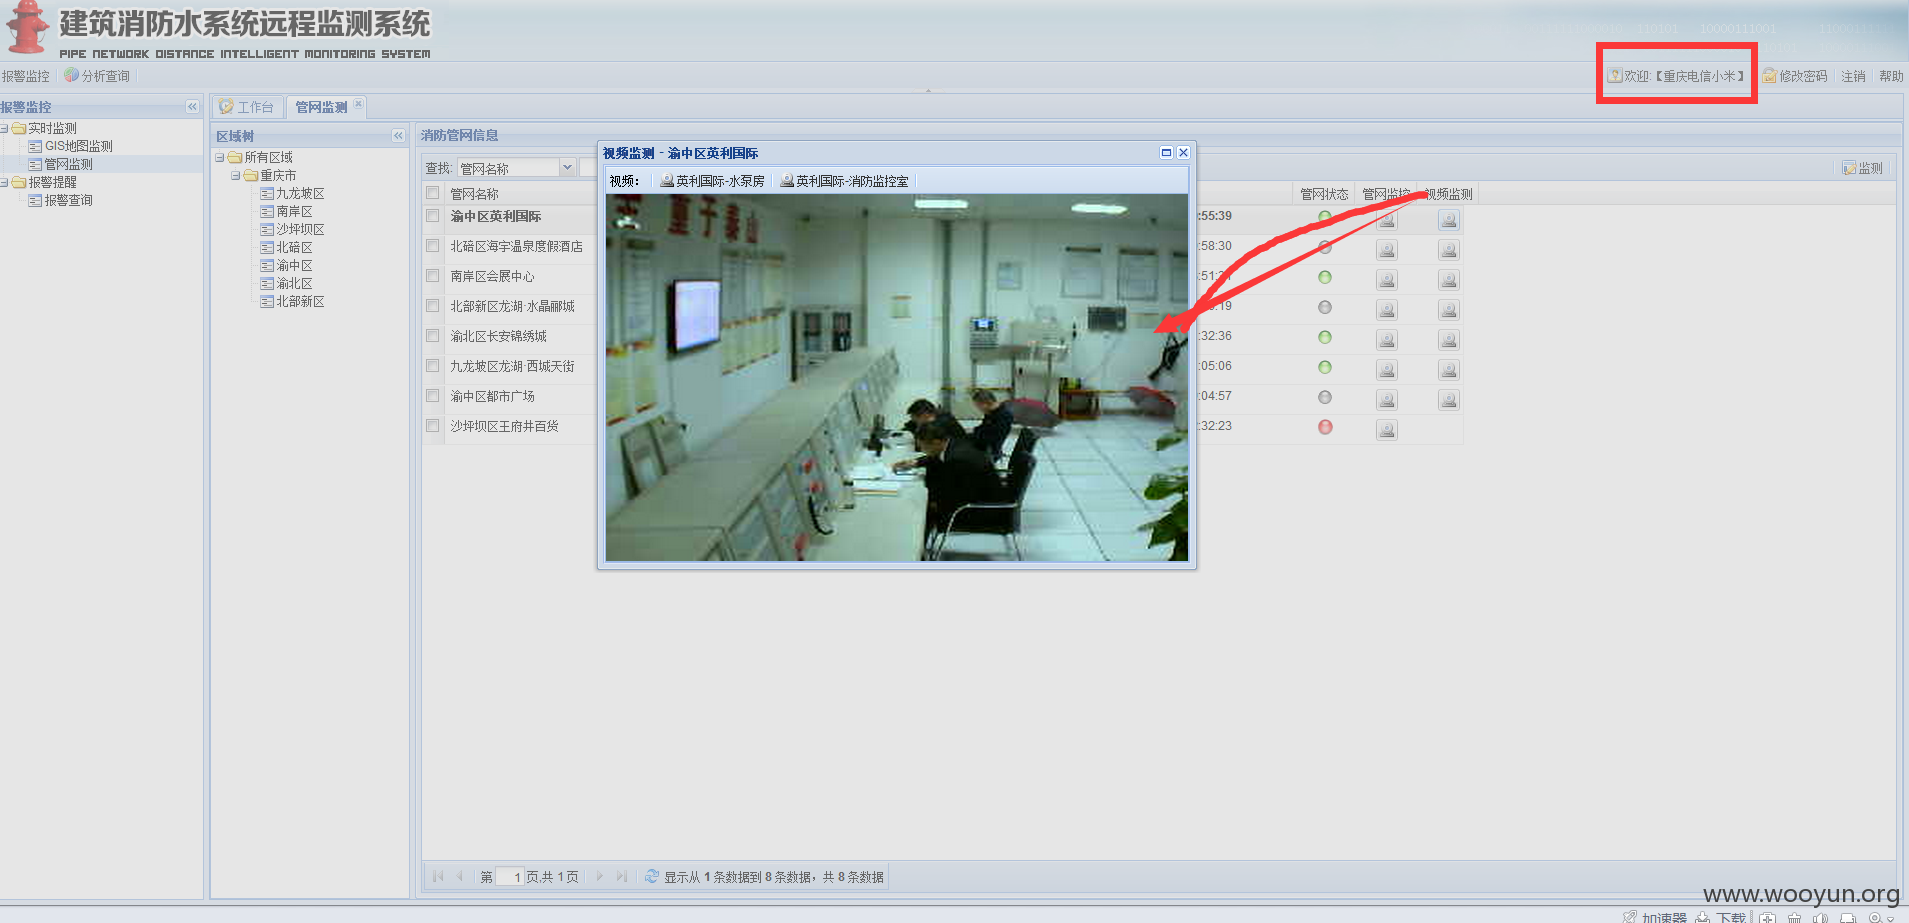 建筑消防水系统远程监测系统
PIPE NETWORK DISTANCE INTELLIGENT MONITORING SYSTEM
报警监控 分析查询
欢迎:【重庆电信小米】 修改密码 注销 帮助
报警监控
实时监测
GIS地图监测
管网监测
报警提醒
报警查询
工作台 管网监测
区域树
所有区域
重庆市
九龙坡区
南岸区
沙坪坝区
北碚区
渝中区
渝北区
北部新区
消防管网信息
查找: 管网名称
监测
管网名称 管网状态 管网监控 视频监测
渝中区英利国际 :55:39
北碚区海宇温泉度假酒店 :58:30
南岸区会展中心 :51:
北部新区龙湖·水晶郦城 :19
渝北区长安锦绣城 :32:36
九龙坡区龙湖·西城天街 :05:06
渝中区都市广场 :04:57
沙坪坝区王府井百货 :32:23
视频监测 - 渝中区英利国际
视频: 英利国际-水泵房 英利国际-消防监控室
第 1 页,共 1 页 显示从 1 条数据到 8 条数据，共 8 条数据
www.wooyun.org
加速器 下载